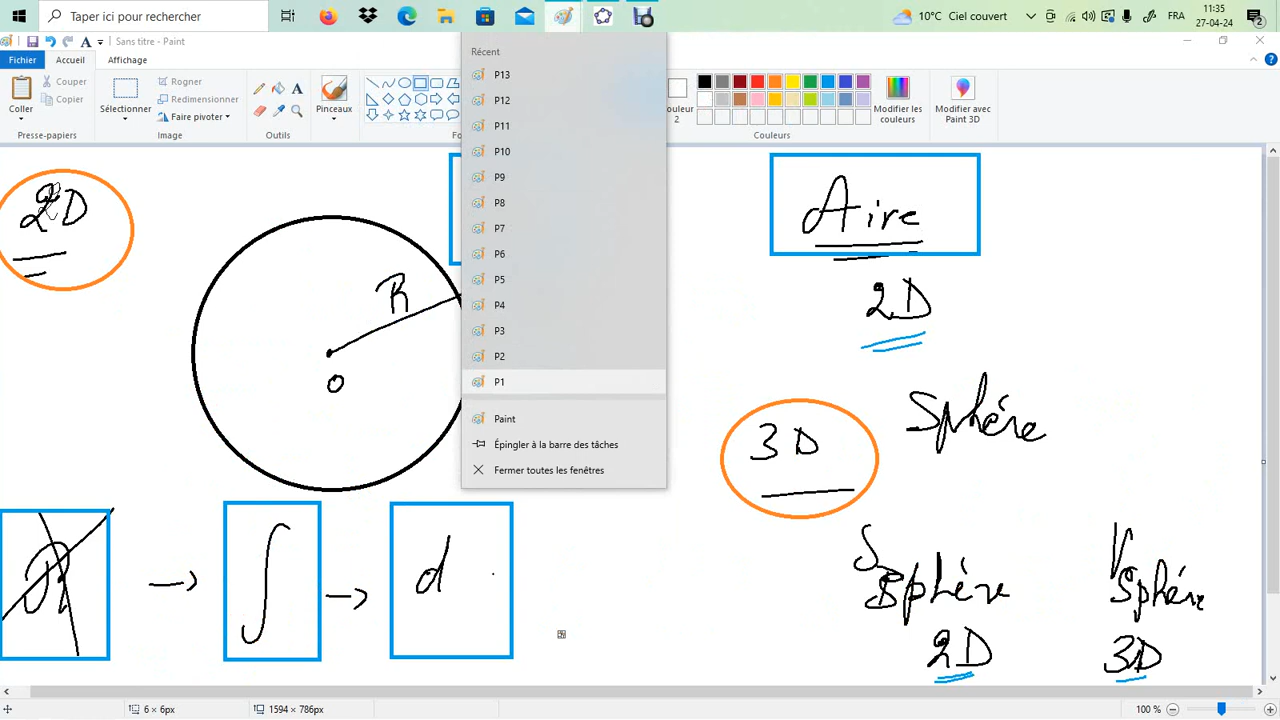 Taper ici pour rechercher
10°C Ciel couvert
FRA
11:35
27-04-24
2
Sans titre - Paint
Fichier
Accueil
Affichage
Coller
Couper
Copier
Presse-papiers
Sélectionner
Rogner
Redimensionner
Faire pivoter
Image
A
Outils
Pinceaux
Fo
ouleur
2
Modifier les
couleurs
Modifier avec
Paint 3D
Couleurs
Récent
P13
P12
P11
P10
P9
P8
P7
P6
P5
P4
P3
P2
P1
Paint
Épingler à la barre des tâches
Fermer toutes les fenêtres
2D
R
O
Aire
2D
3D
Sphére
∫
d
Sphère
2D
V
Sphére
3D
6 × 6px
1594 × 786px
100 %